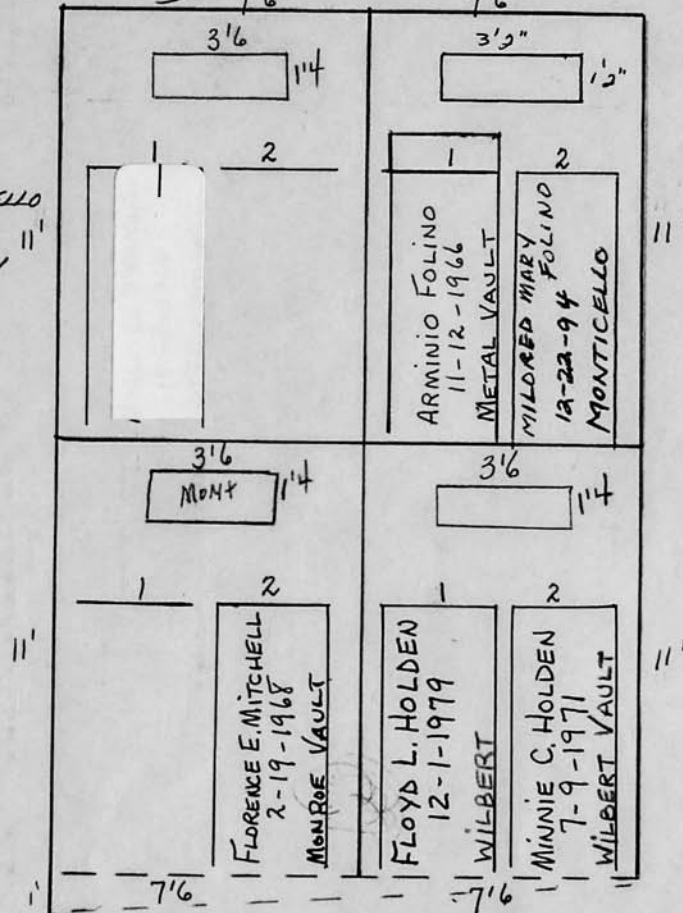 7'6
7'6
3'6
1'4
3'2"
1'2"
1
2
1
2
11'
11
ARMINIO FOLINO
11-12-1966
METAL VAULT
MILDRED MARY
FOLINO
12-22-94
MONTICELLO
3'6
MONT
1'4
3'6
1'4
1
2
1
2
11'
11'
FLORENCE E. MITCHELL
2-19-1968
MONROE VAULT
FLOYD L. HOLDEN
12-1-1979
WILBERT
MINNIE C. HOLDEN
7-9-1971
WILBERT VAULT
1'
7'6
7'6